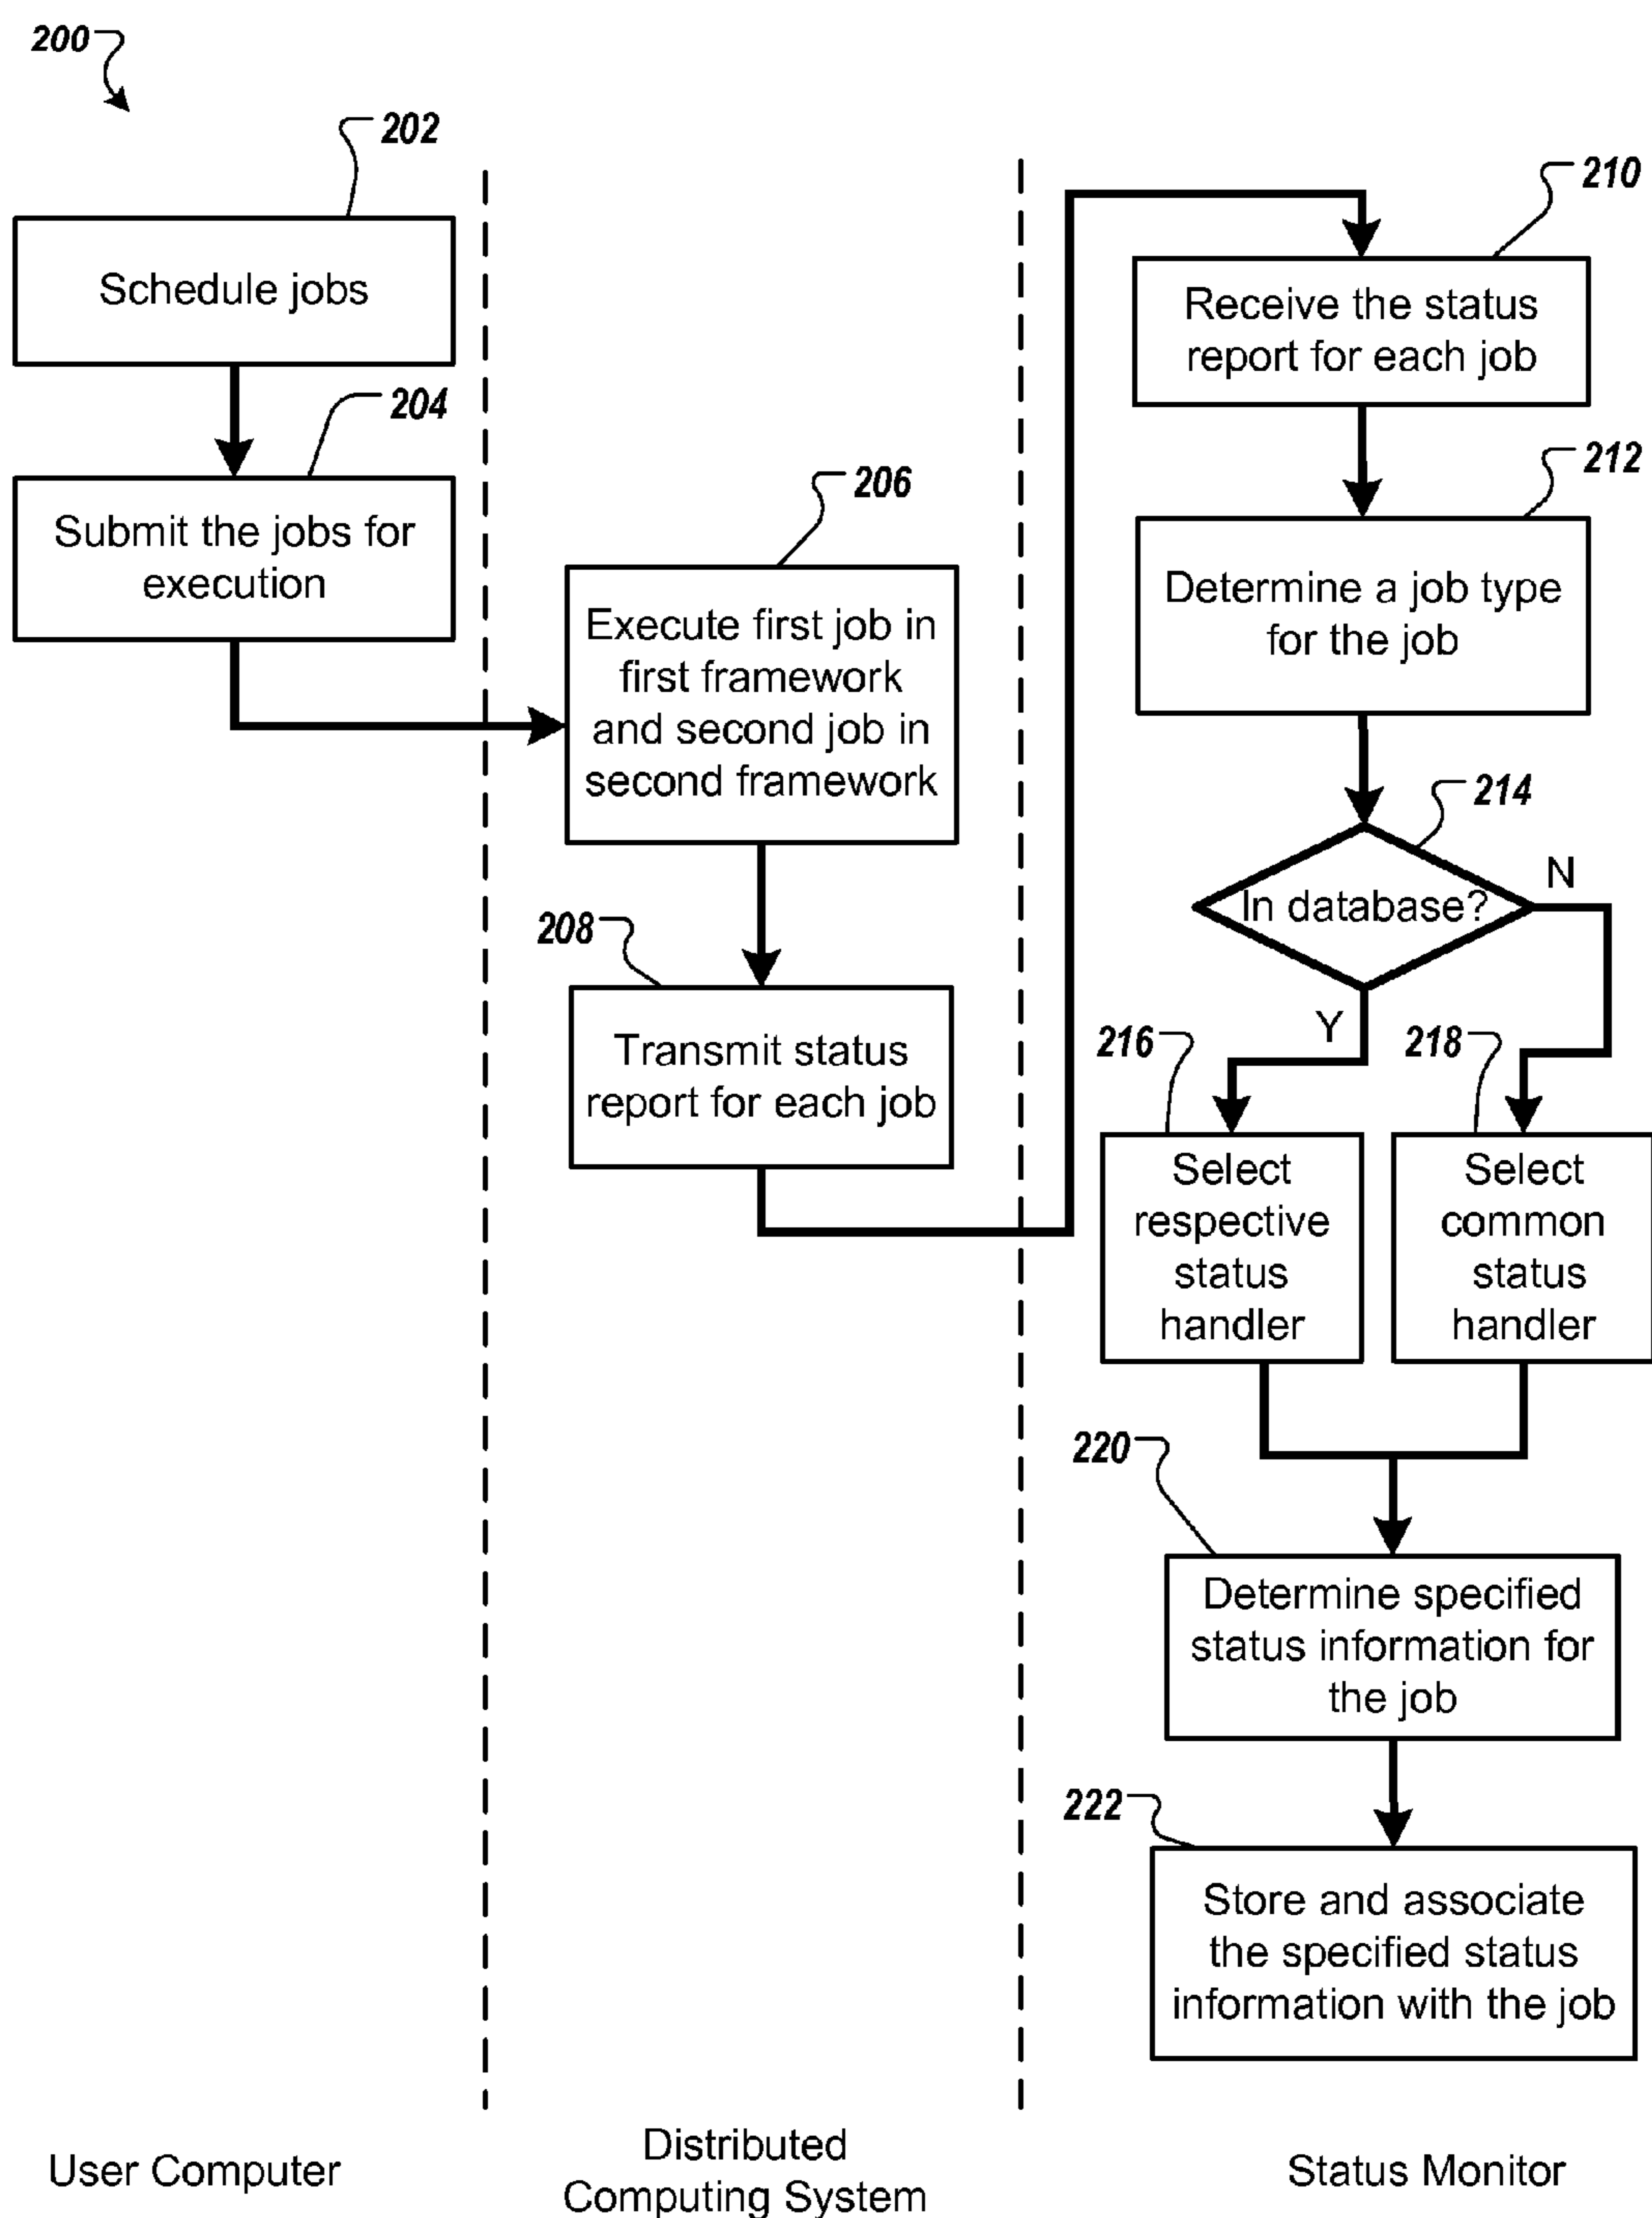 200
202
Schedule jobs
204
Submit the jobs for
execution
206
Execute first job in
first framework
and second job in
second framework
208
Transmit status
report for each job
210
Receive the status
report for each job
212
Determine a job type
for the job
214
In database?
N
Y
216
Select
respective
status
handler
218
Select
common
status
handler
220
Determine specified
status information for
the job
222
Store and associate
the specified status
information with the job
User Computer
Distributed
Computing System
Status Monitor